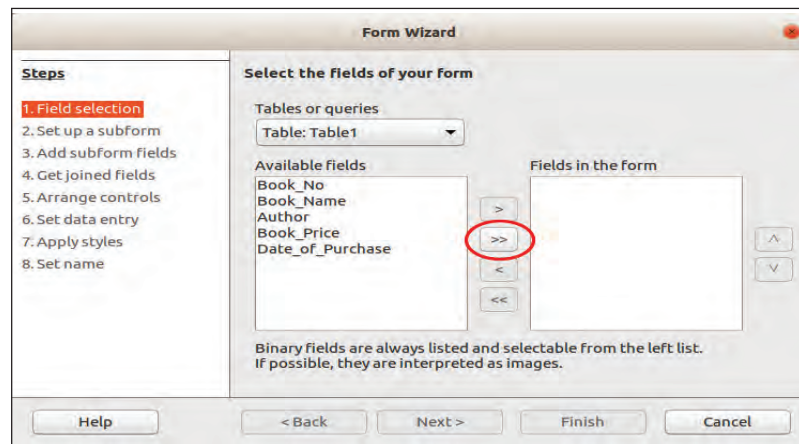 Form Wizard
Steps
1. Field selection
2. Set up a subform
3. Add subform fields
4. Get joined fields
5. Arrange controls
6. Set data entry
7. Apply styles
8. Set name
Select the fields of your form
Tables or queries
Table: Table1
Available fields
Book_No
Book_Name
Author
Book_Price
Date_of_Purchase
>
>>
<
<<
Fields in the form
Binary fields are always listed and selectable from the left list.
If possible, they are interpreted as images.
Help
< Back
Next >
Finish
Cancel